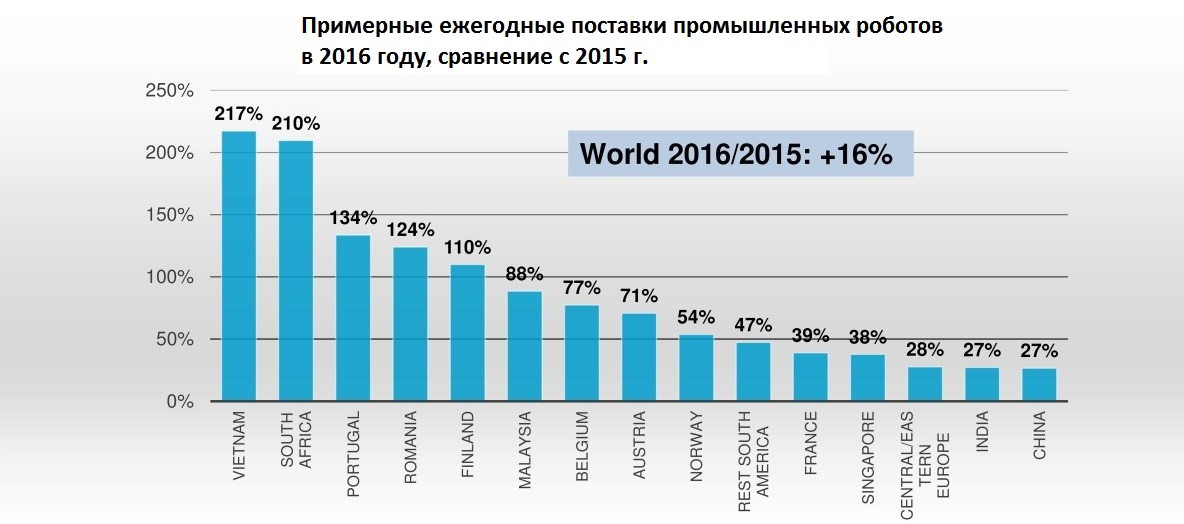 Примерные ежегодные поставки промышленных роботов
в 2016 году, сравнение с 2015 г.
250%
200%
150%
100%
50%
0%
World 2016/2015: +16%
217%
210%
134%
124%
110%
88%
77%
71%
54%
47%
39%
38%
28%
27%
27%
VIETNAM
SOUTH
AFRICA
PORTUGAL
ROMANIA
FINLAND
MALAYSIA
BELGIUM
AUSTRIA
NORWAY
REST SOUTH
AMERICA
FRANCE
SINGAPORE
CENTRAL/EAS
TERN
EUROPE
INDIA
CHINA